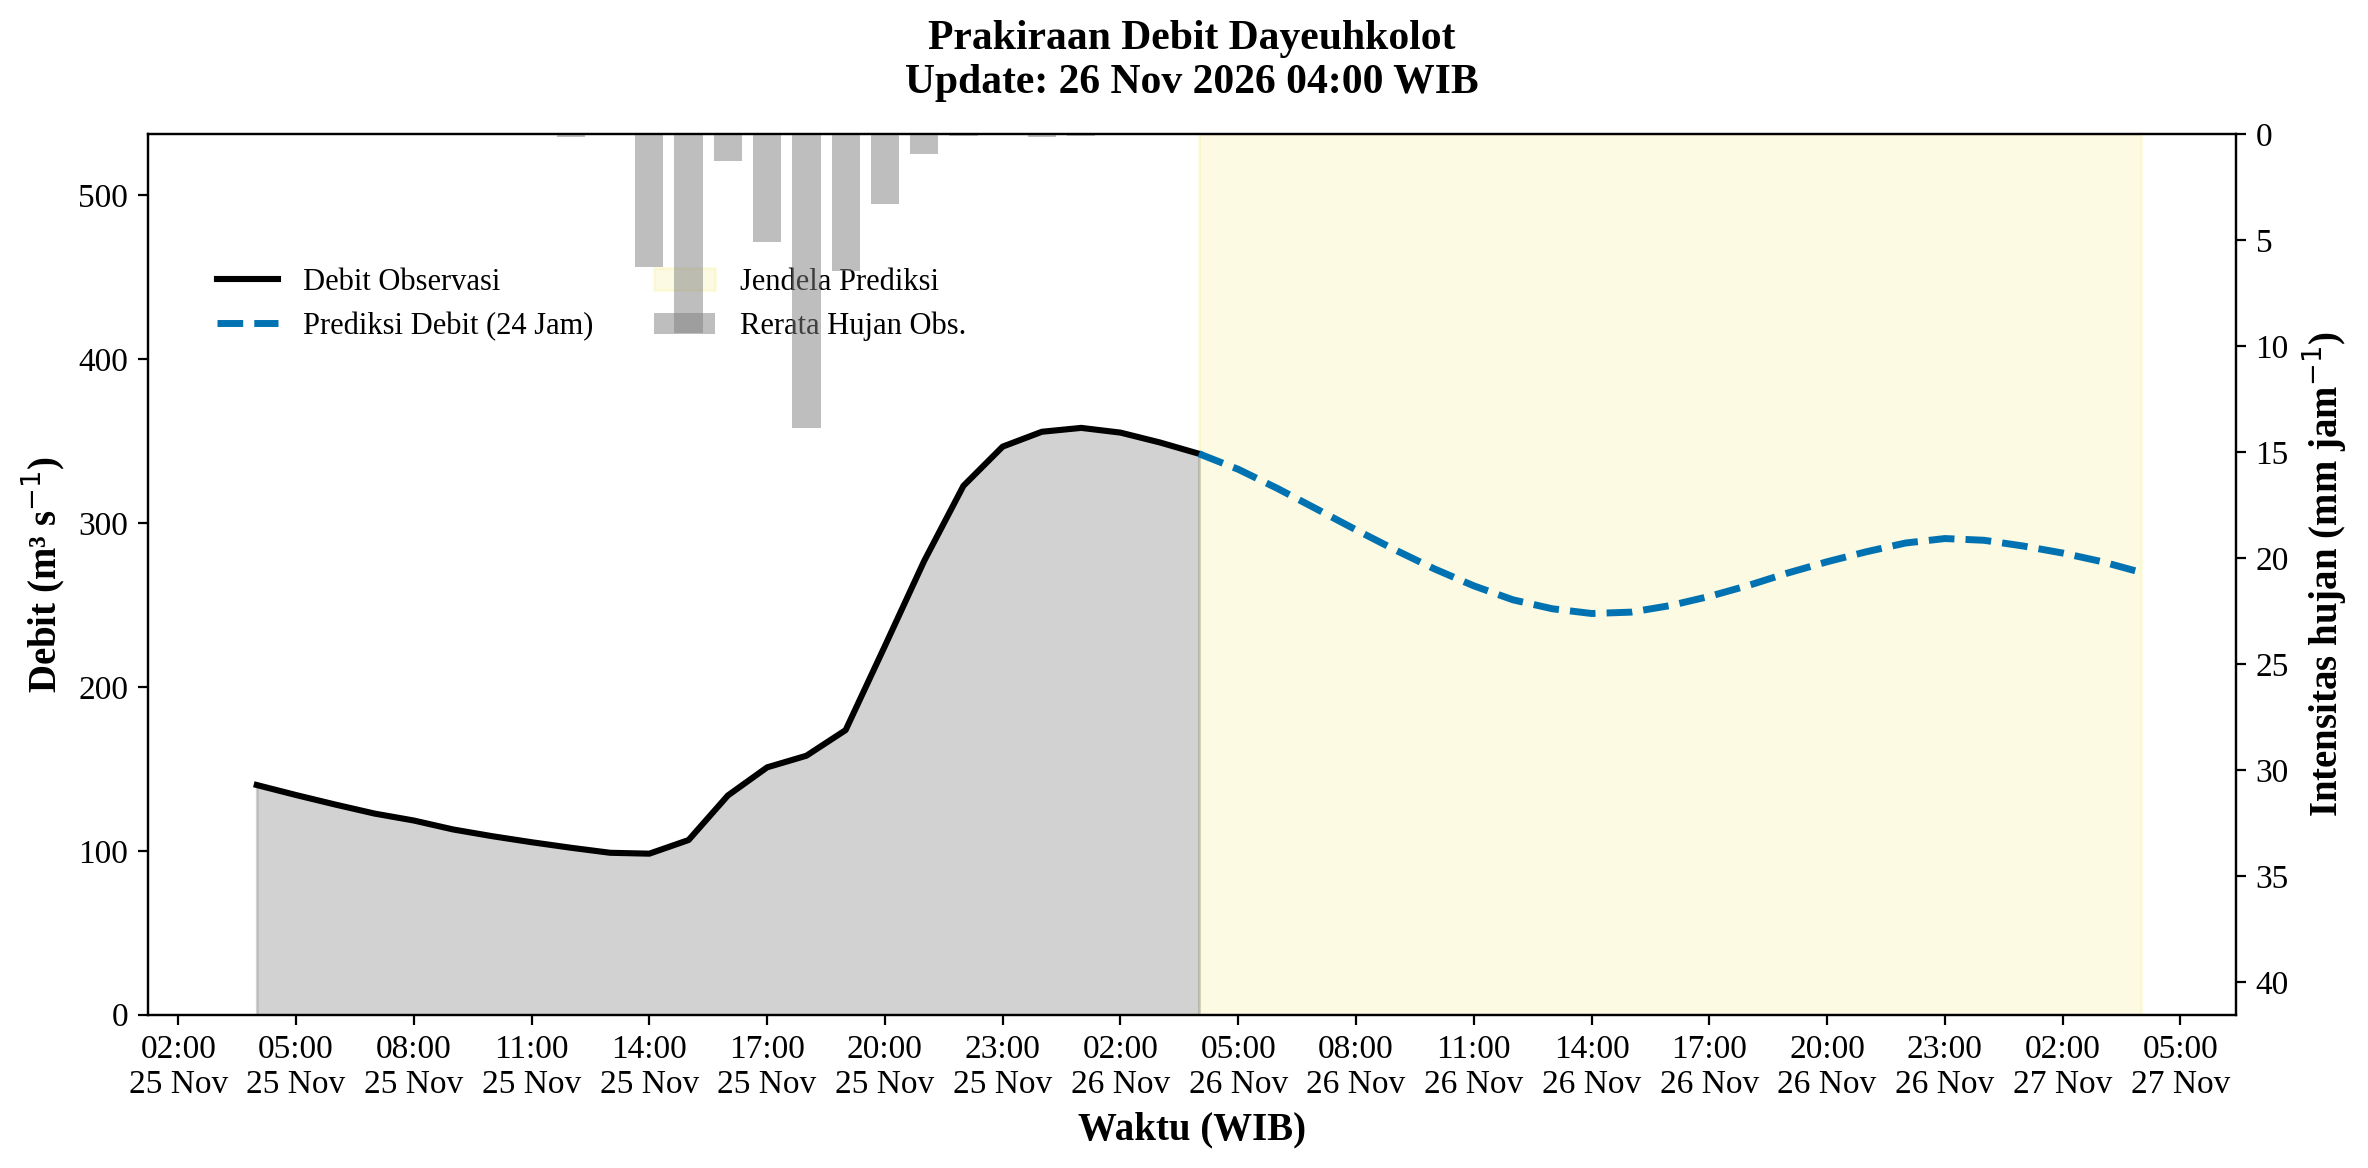 Prakiraan Debit Dayeuhkolot
Update: 26 Nov 2026 04:00 WIB
Debit (m³ s⁻¹)
500
400
300
200
100
0
Debit Observasi
Prediksi Debit (24 Jam)
Jendela Prediksi
Rerata Hujan Obs.
0
5
10
15
20
25
30
35
40
Intensitas hujan (mm jam⁻¹)
02:00 05:00 08:00 11:00 14:00 17:00 20:00 23:00 02:00 05:00 08:00 11:00 14:00 17:00 20:00 23:00 02:00 05:00
25 Nov 25 Nov 25 Nov 25 Nov 25 Nov 25 Nov 25 Nov 25 Nov 26 Nov 26 Nov 26 Nov 26 Nov 26 Nov 26 Nov 26 Nov 26 Nov 27 Nov 27 Nov
Waktu (WIB)